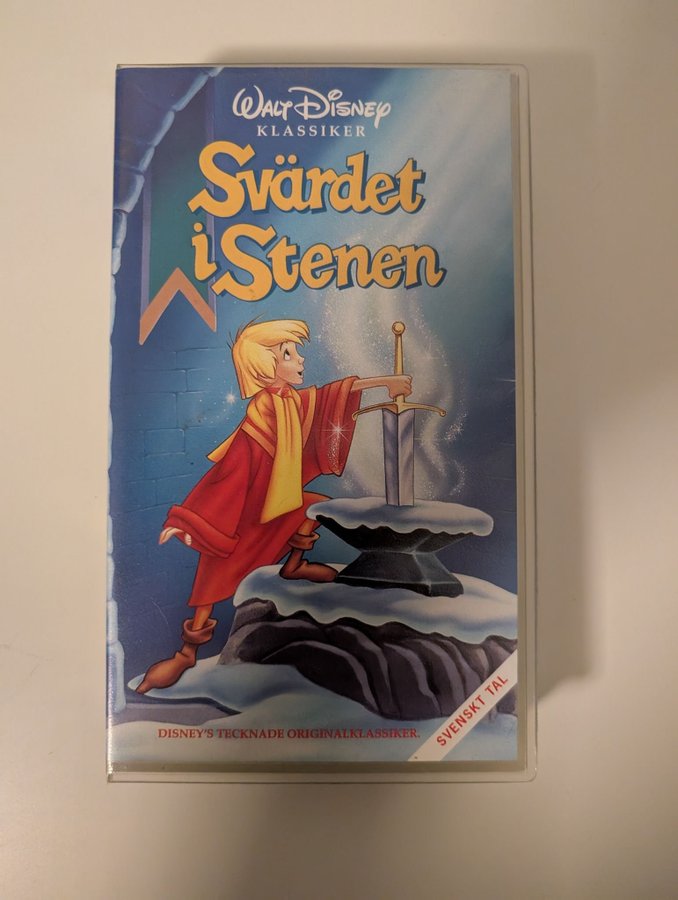 WALT DISNEY
KLASSIKER
Svärdet
i Stenen
DISNEY'S TECKNADE ORIGINALKLASSIKER.
SVENSKT TAL